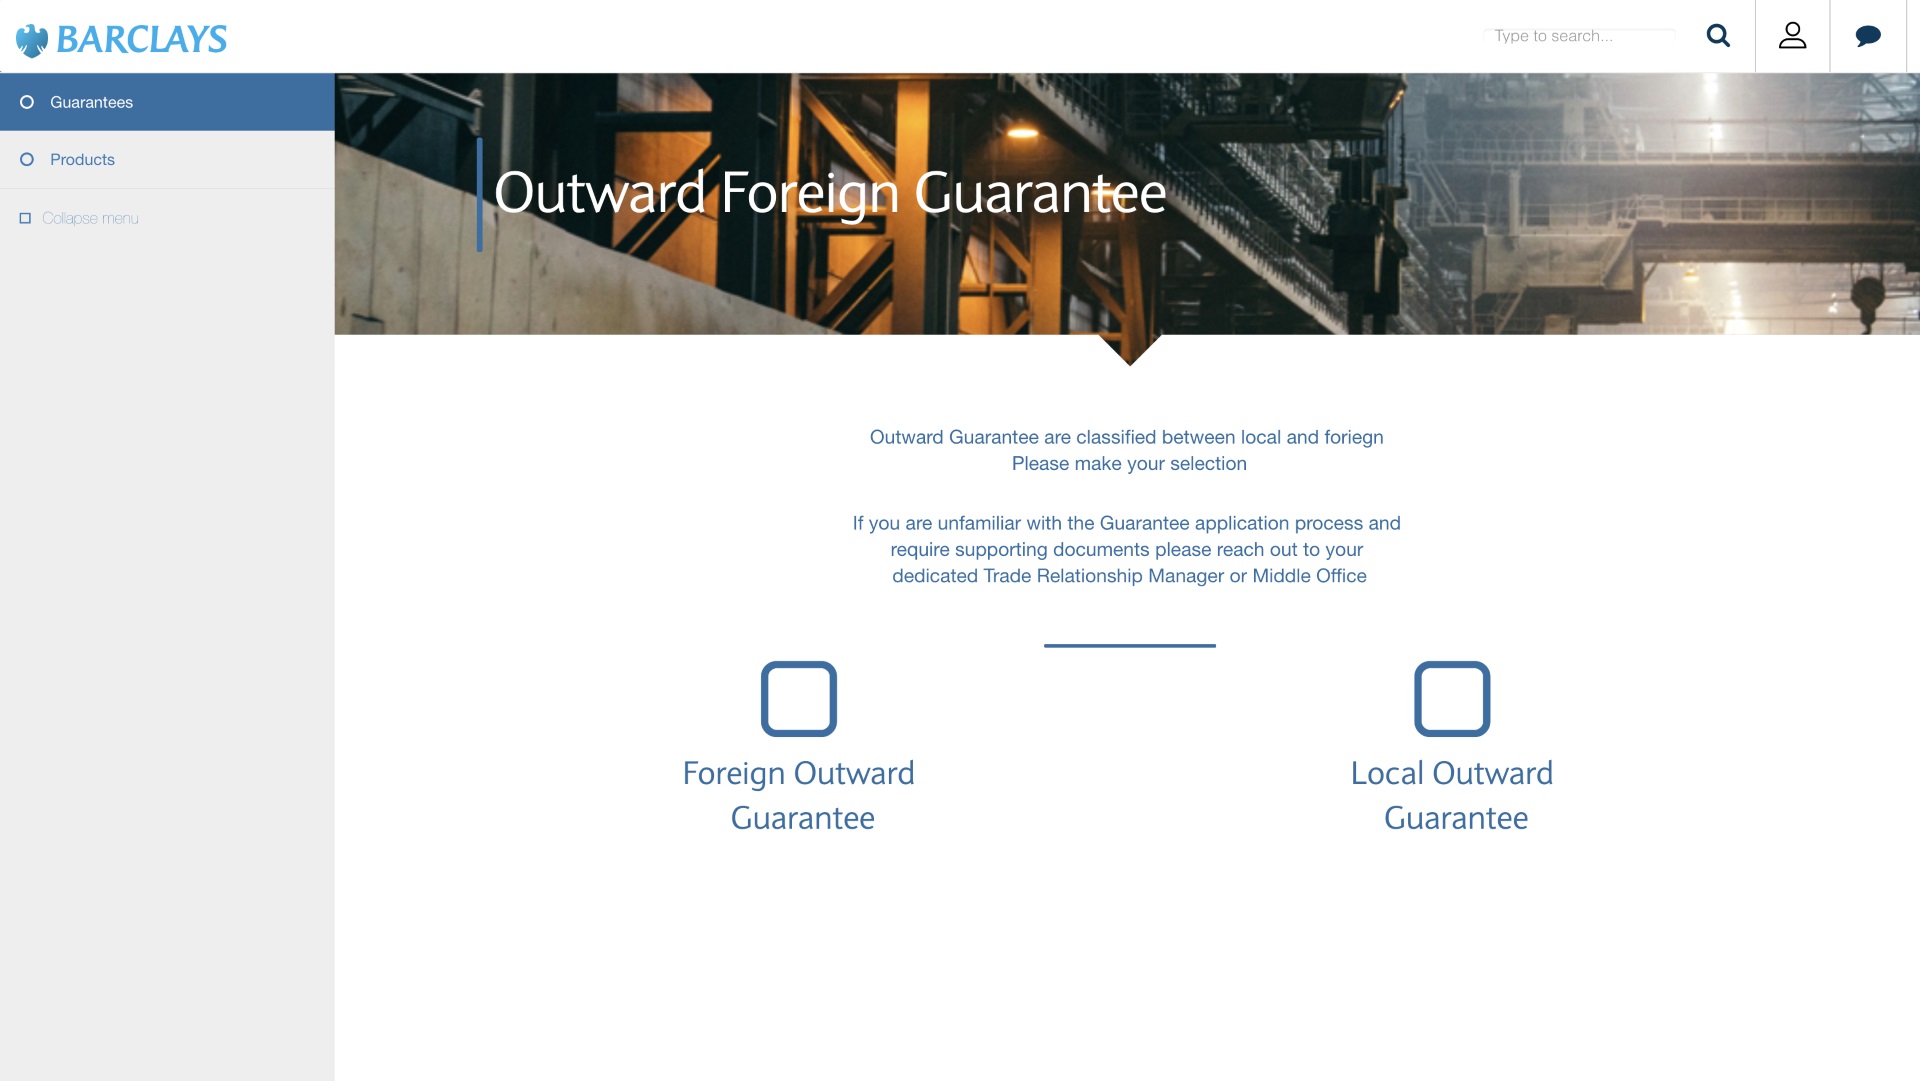 BARCLAYS
Type to search...
Guarantees
Products
Collapse menu
Outward Foreign Guarantee
Outward Guarantee are classified between local and foriegn
Please make your selection
If you are unfamiliar with the Guarantee application process and
require supporting documents please reach out to your
dedicated Trade Relationship Manager or Middle Office
Foreign Outward
Guarantee
Local Outward
Guarantee